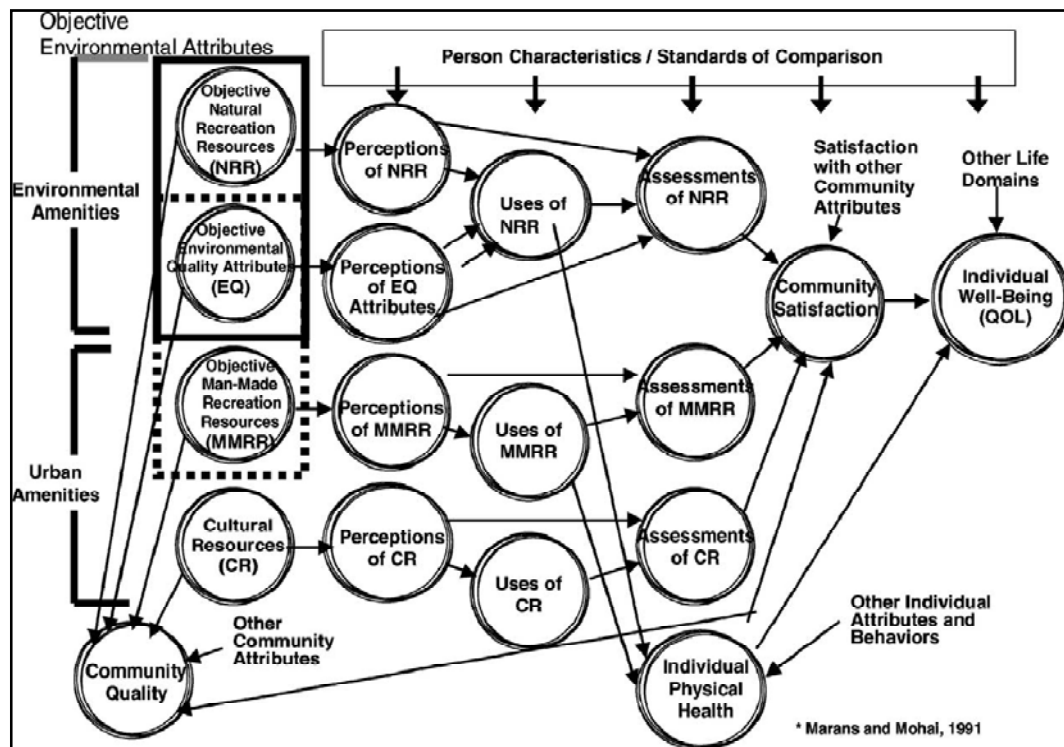 Objective
Environmental Attributes
Person Characteristics / Standards of Comparison
Environmental
Amenities
Urban
Amenities
Objective
Natural
Recreation
Resources
(NRR)
Objective
Environmental
Quality Attributes
(EQ)
Objective
Man-Made
Recreation
Resources
(MMRR)
Cultural
Resources
(CR)
Community
Quality
Other
Community
Attributes
Perceptions
of NRR
Perceptions
of EQ
Attributes
Perceptions
of MMRR
Perceptions
of CR
Uses of
NRR
Uses of
MMRR
Uses of
CR
Assessments
of NRR
Assessments
of MMRR
Assessments
of CR
Individual
Physical
Health
Satisfaction
with other
Community
Attributes
Community
Satisfaction
Other Life
Domains
Individual
Well-Being
(QOL)
Other Individual
Attributes and
Behaviors
* Marans and Mohai, 1991